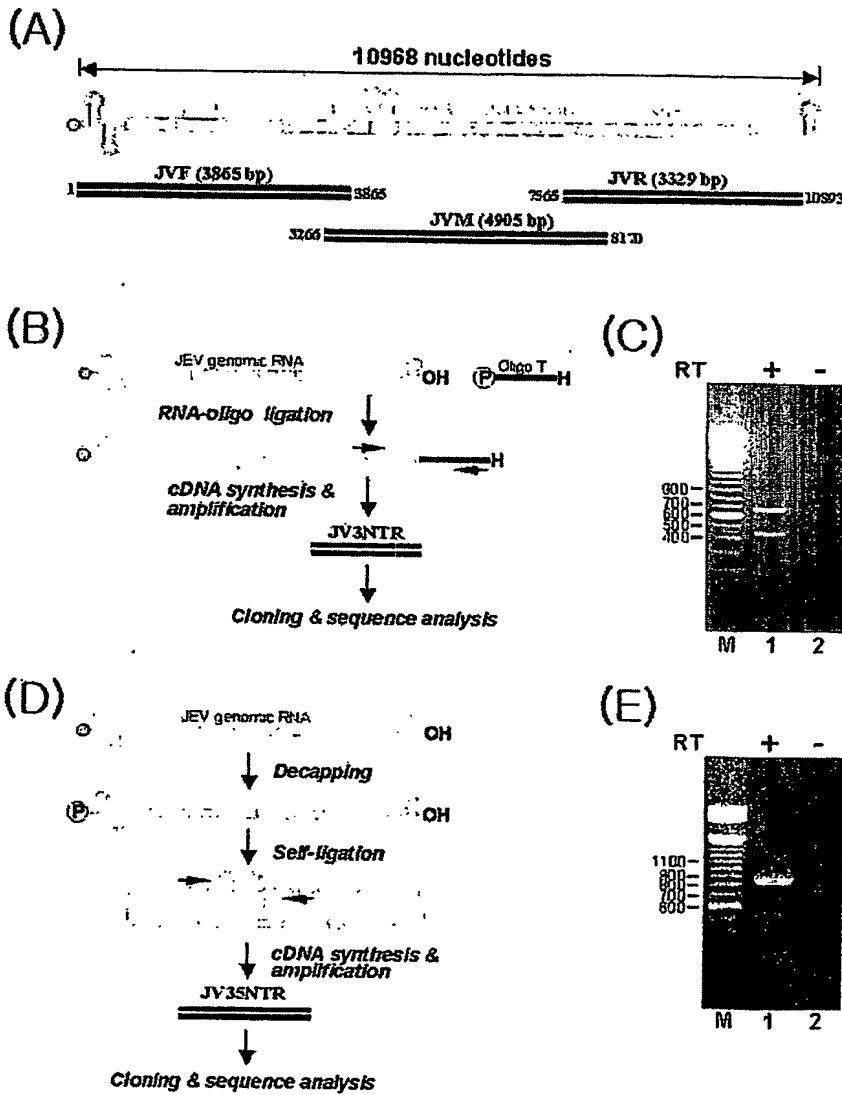 (A)
10968 nucleotides
JVF (3865 bp)
1
3865
JVR (3329 bp)
7565
10893
JVM (4905 bp)
3266
8170
(B)
JEV genomic RNA
OH
P
Oligo T
H
RNA-oligo ligation
H
cDNA synthesis &
amplification
JV3NTR
Cloning & sequence analysis
(C)
RT + -
900
700
600
500
400
M 1 2
(D)
JEV genomic RNA
OH
Decapping
P
OH
Self-ligation
cDNA synthesis &
amplification
JV35NTR
Cloning & sequence analysis
(E)
RT + -
1100
900
800
700
600
M 1 2